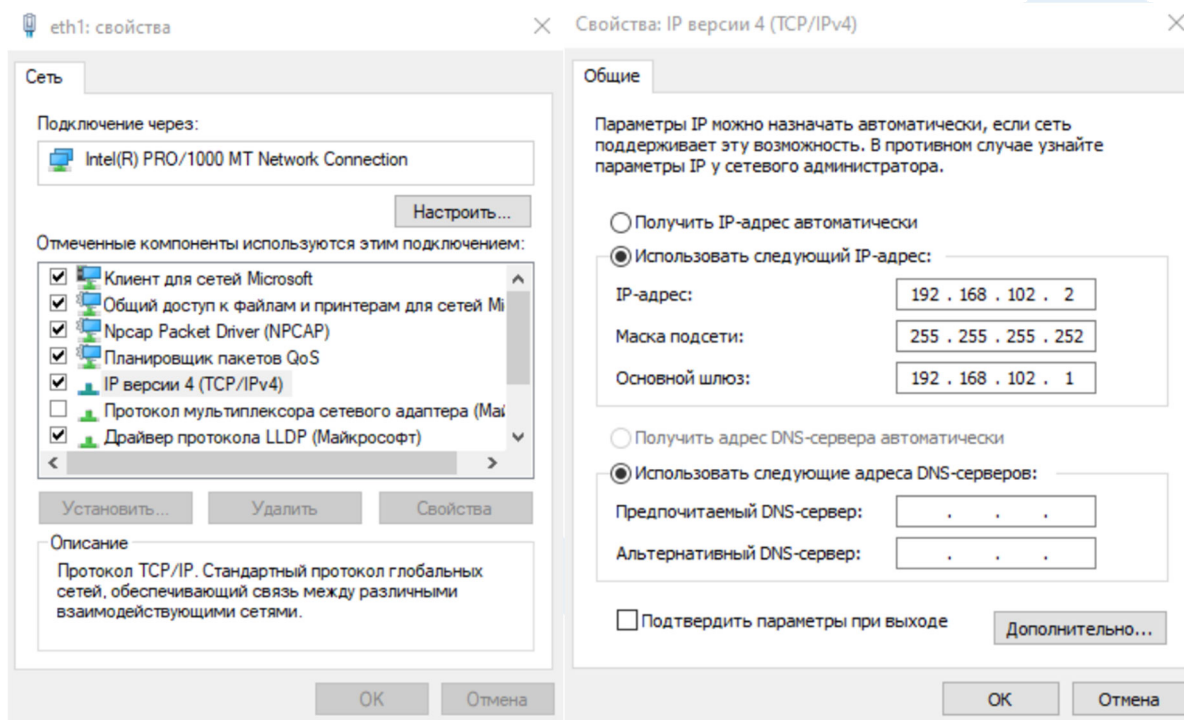 eth1: свойства
Сеть
Подключение через:
Intel(R) PRO/1000 MT Network Connection
Настроить...
Отмеченные компоненты используются этим подключением:
Клиент для сетей Microsoft
Общий доступ к файлам и принтерам для сетей Mi
Npcap Packet Driver (NPCAP)
Планировщик пакетов QoS
IP версии 4 (TCP/IPv4)
Протокол мультиплексора сетевого адаптера (Май
Драйвер протокола LLDP (Майкрософт)
Установить...
Удалить
Свойства
Описание
Протокол TCP/IP. Стандартный протокол глобальных
сетей, обеспечивающий связь между различными
взаимодействующими сетями.
OK
Отмена
Свойства: IP версии 4 (TCP/IPv4)
Общие
Параметры IP можно назначать автоматически, если сеть
поддерживает эту возможность. В противном случае узнайте
параметры IP у сетевого администратора.
Получить IP-адрес автоматически
Использовать следующий IP-адрес:
IP-адрес: 192 . 168 . 102 . 2
Маска подсети: 255 . 255 . 255 . 252
Основной шлюз: 192 . 168 . 102 . 1
Получить адрес DNS-сервера автоматически
Использовать следующие адреса DNS-серверов:
Предпочитаемый DNS-сервер: . . .
Альтернативный DNS-сервер: . . .
Подтвердить параметры при выходе
Дополнительно...
OK
Отмена